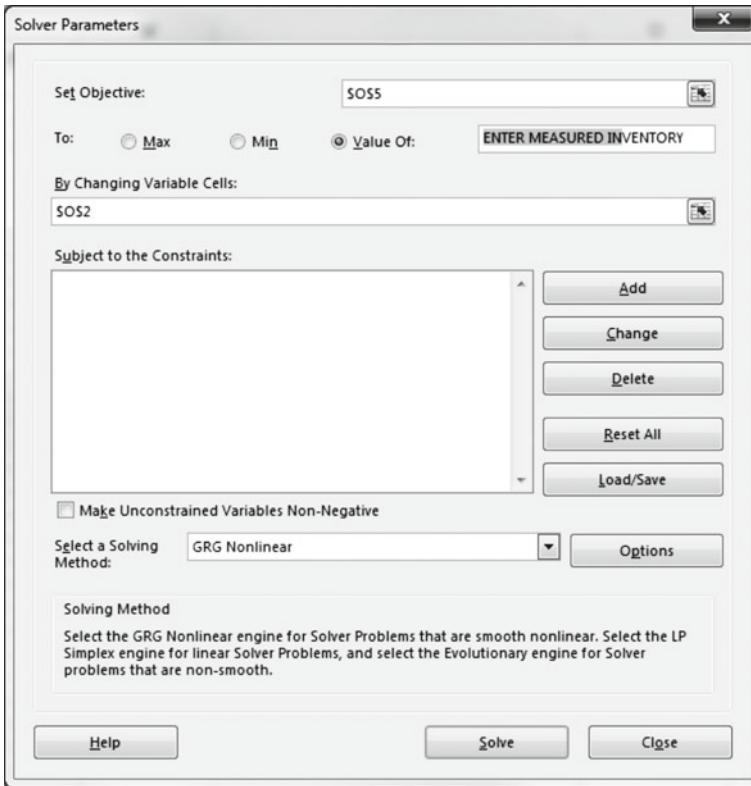 Solver Parameters
x
Set Objective:
$O$5
To:
Max
Min
Value Of:
ENTER MEASURED INVENTORY
By Changing Variable Cells:
$O$2
Subject to the Constraints:
Add
Change
Delete
Reset All
Load/Save
Make Unconstrained Variables Non-Negative
Select a Solving
Method:
GRG Nonlinear
Options
Solving Method
Select the GRG Nonlinear engine for Solver Problems that are smooth nonlinear. Select the LP
Simplex engine for linear Solver Problems, and select the Evolutionary engine for Solver
problems that are non-smooth.
Help
Solve
Close